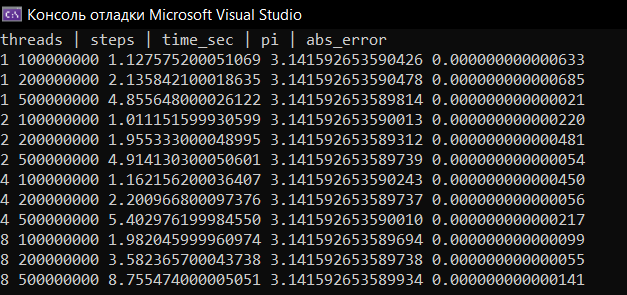 Консоль отладки Microsoft Visual Studio
threads | steps | time_sec | pi | abs_error
1 100000000 1.127575200051069 3.141592653590426 0.000000000000633
1 200000000 2.135842100018635 3.141592653590478 0.000000000000685
1 500000000 4.855648000026122 3.141592653589814 0.000000000000021
2 100000000 1.011151599930599 3.141592653590013 0.000000000000220
2 200000000 1.955333000048995 3.141592653589312 0.000000000000481
2 500000000 4.914130300050601 3.141592653589739 0.000000000000054
4 100000000 1.162156200036407 3.141592653590243 0.000000000000450
4 200000000 2.200966800097376 3.141592653589737 0.000000000000056
4 500000000 5.402976199984550 3.141592653590010 0.000000000000217
8 100000000 1.982045999960974 3.141592653589694 0.000000000000099
8 200000000 3.582365700043738 3.141592653589738 0.000000000000055
8 500000000 8.755474000005051 3.141592653589934 0.000000000000141